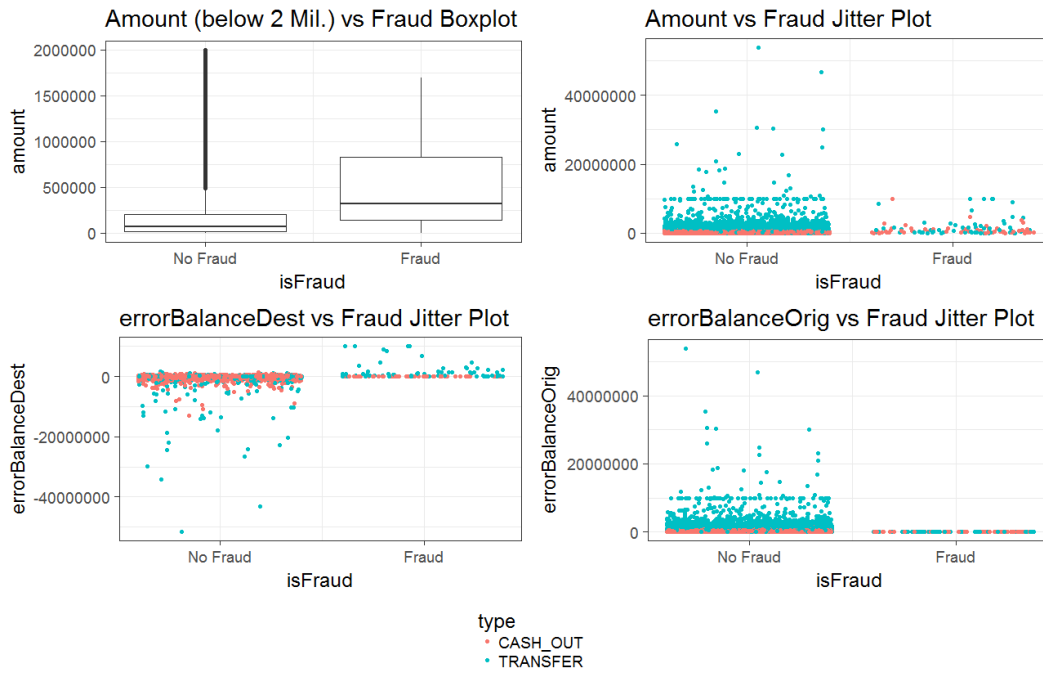 Amount (below 2 Mil.) vs Fraud Boxplot
amount
2000000
1500000
1000000
500000
0
No Fraud
Fraud
isFraud
Amount vs Fraud Jitter Plot
amount
40000000
20000000
0
No Fraud
Fraud
isFraud
errorBalanceDest vs Fraud Jitter Plot
errorBalanceDest
0
-20000000
-40000000
No Fraud
Fraud
isFraud
errorBalanceOrig vs Fraud Jitter Plot
errorBalanceOrig
40000000
20000000
0
No Fraud
Fraud
isFraud
type
CASH_OUT
TRANSFER